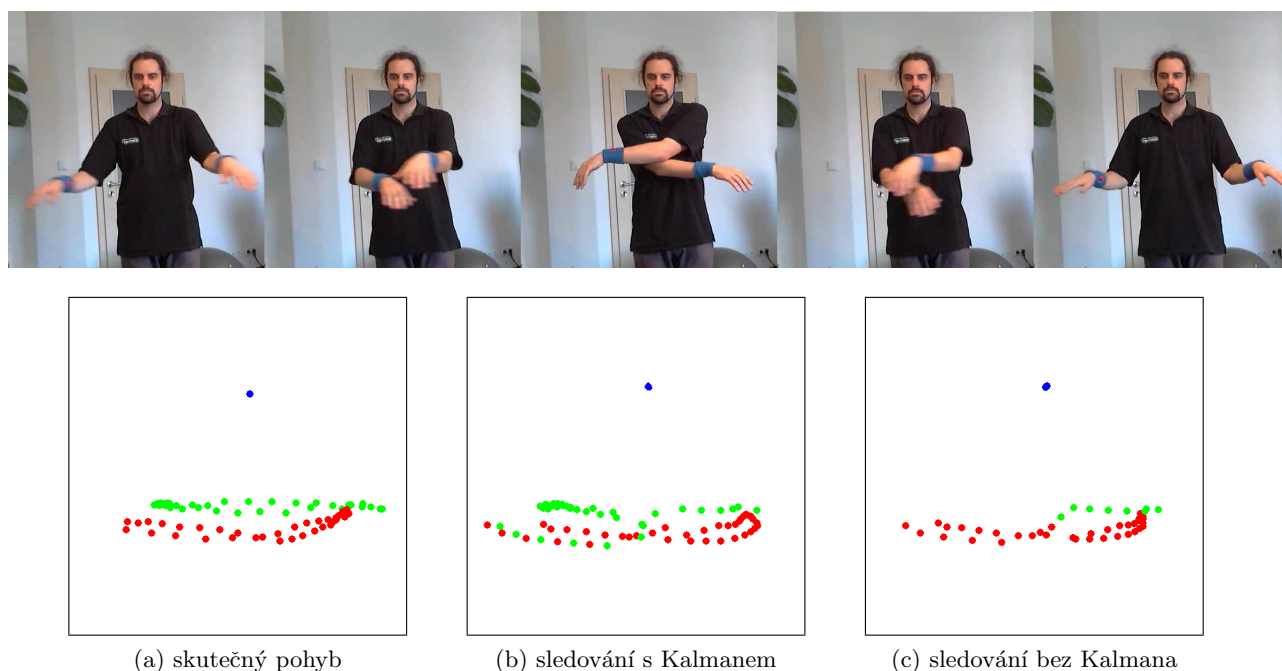 (a) skutečný pohyb
(b) sledování s Kalmanem
(c) sledování bez Kalmana